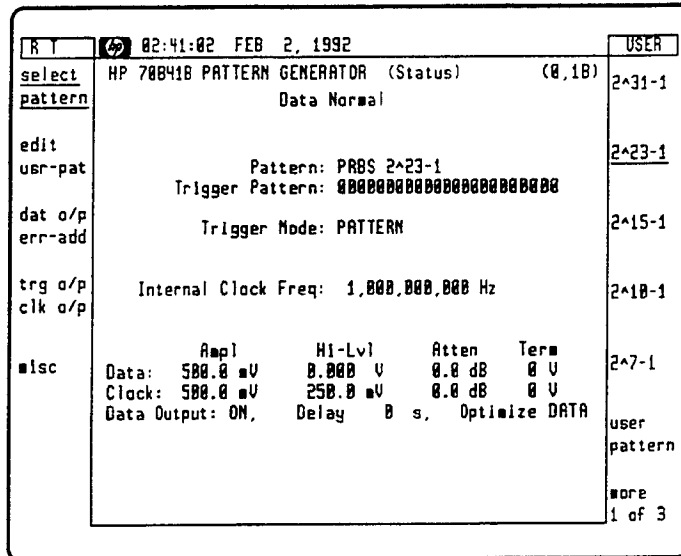 R T
hp 02:41:02 FEB 2, 1992
USER
select
pattern
edit
usr-pat
dat o/p
err-add
trg o/p
clk o/p
misc
HP 70841B PATTERN GENERATOR (Status) (0,18)
Data Normal
Pattern: PRBS 2^23-1
Trigger Pattern: 00000000000000000000000
Trigger Mode: PATTERN
Internal Clock Freq: 1,000,000,000 Hz
Ampl Hi-Lvl Atten Term
Data: 500.0 mV 0.000 V 0.0 dB 0 V
Clock: 500.0 mV 250.0 mV 0.0 dB 0 V
Data Output: ON, Delay 0 s, Optimize DATA
2^31-1
2^23-1
2^15-1
2^10-1
2^7-1
user
pattern
more
1 of 3